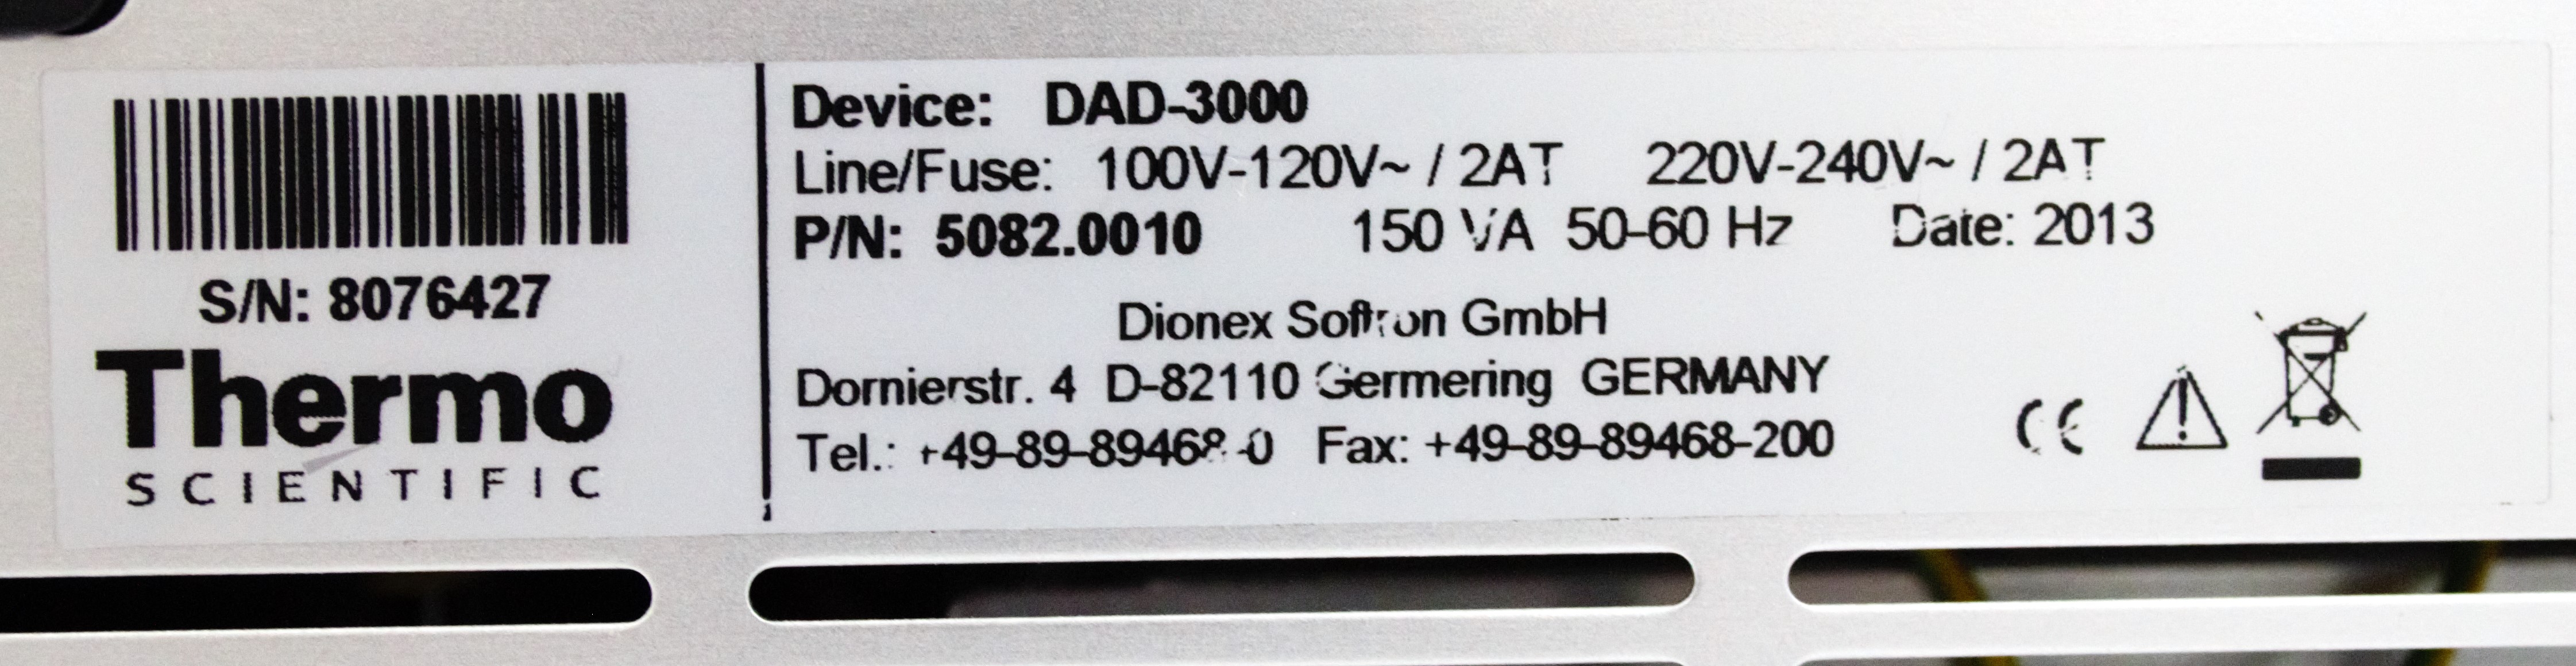 S/N: 8076427
Thermo
SCIENTIFIC
Device: DAD-3000
Line/Fuse: 100V-120V~ / 2AT 220V-240V~ / 2AT
P/N: 5082.0010 150 VA 50-60 Hz Date: 2013
Dionex Softron GmbH
Dornierstr. 4 D-82110 Germering GERMANY
Tel.: +49-89-89468-0 Fax: +49-89-89468-200
CE